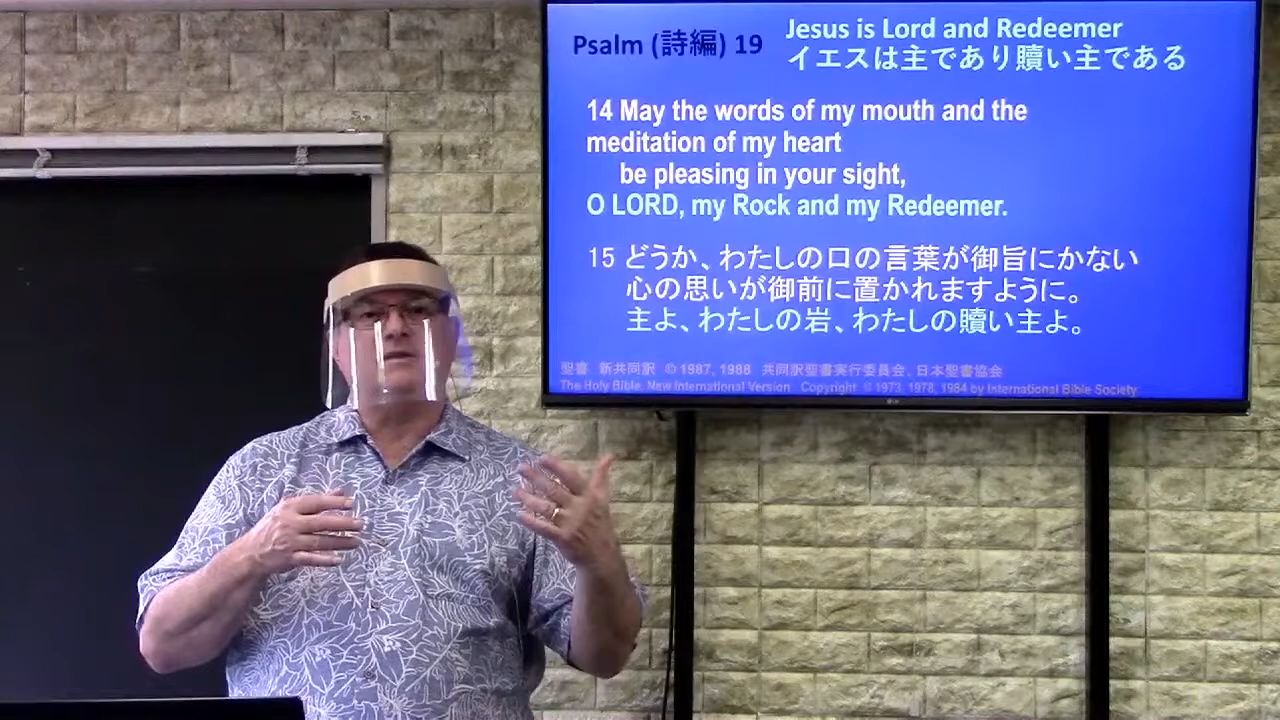 Psalm (詩編) 19
Jesus is Lord and Redeemer
イエスは主であり贖い主である
14 May the words of my mouth and the
meditation of my heart
be pleasing in your sight,
O LORD, my Rock and my Redeemer.
15 どうか、わたしの口の言葉が御旨にかない
心の思いが御前に置かれますように。
主よ、わたしの岩、わたしの贖い主よ。
聖書 新共同訳 © 1987, 1988 共同訳聖書実行委員会、日本聖書協会
The Holy Bible, New International Version Copyright © 1973, 1978, 1984 by International Bible Society
LG